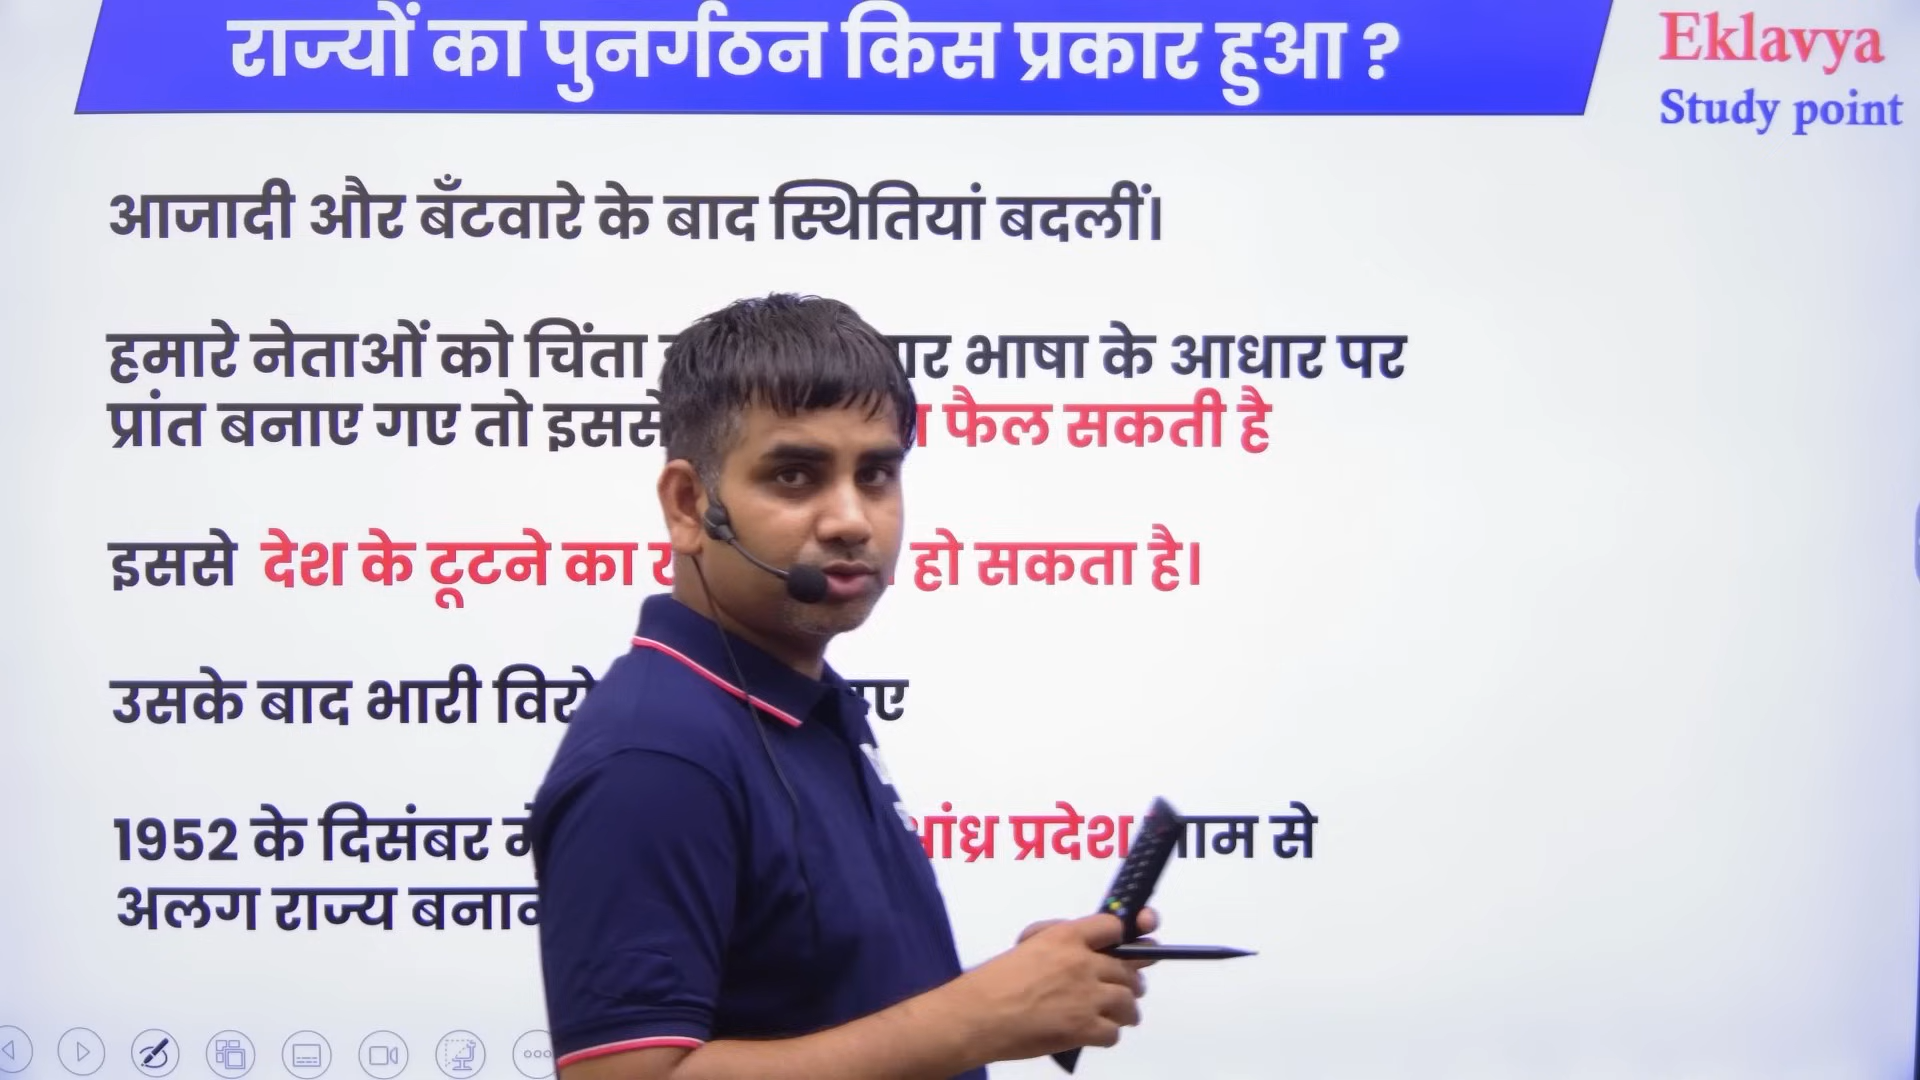 राज्यों का पुनर्गठन किस प्रकार हुआ ?
Eklavya
Study point
आजादी और बँटवारे के बाद स्थितियां बदलीं।
हमारे नेताओं को चिंता भाषा के आधार पर
प्रांत बनाए गए तो इससे फैल सकती है
इससे देश के टूटने का हो सकता है।
उसके बाद भारी
1952 के दिसंबर प्रदेश से
अलग राज्य